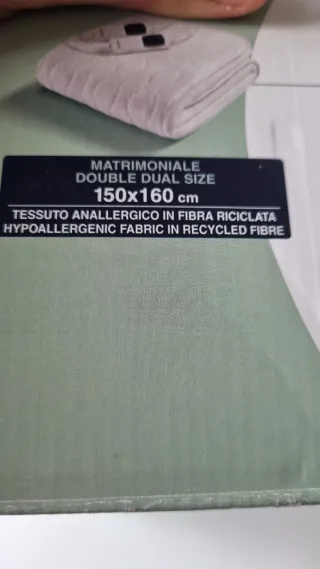 MATRIMONIALE
DOUBLE DUAL SIZE
150x160 cm
TESSUTO ANALLERGICO IN FIBRA RICICLATA
HYPOALLERGENIC FABRIC IN RECYCLED FIBRE